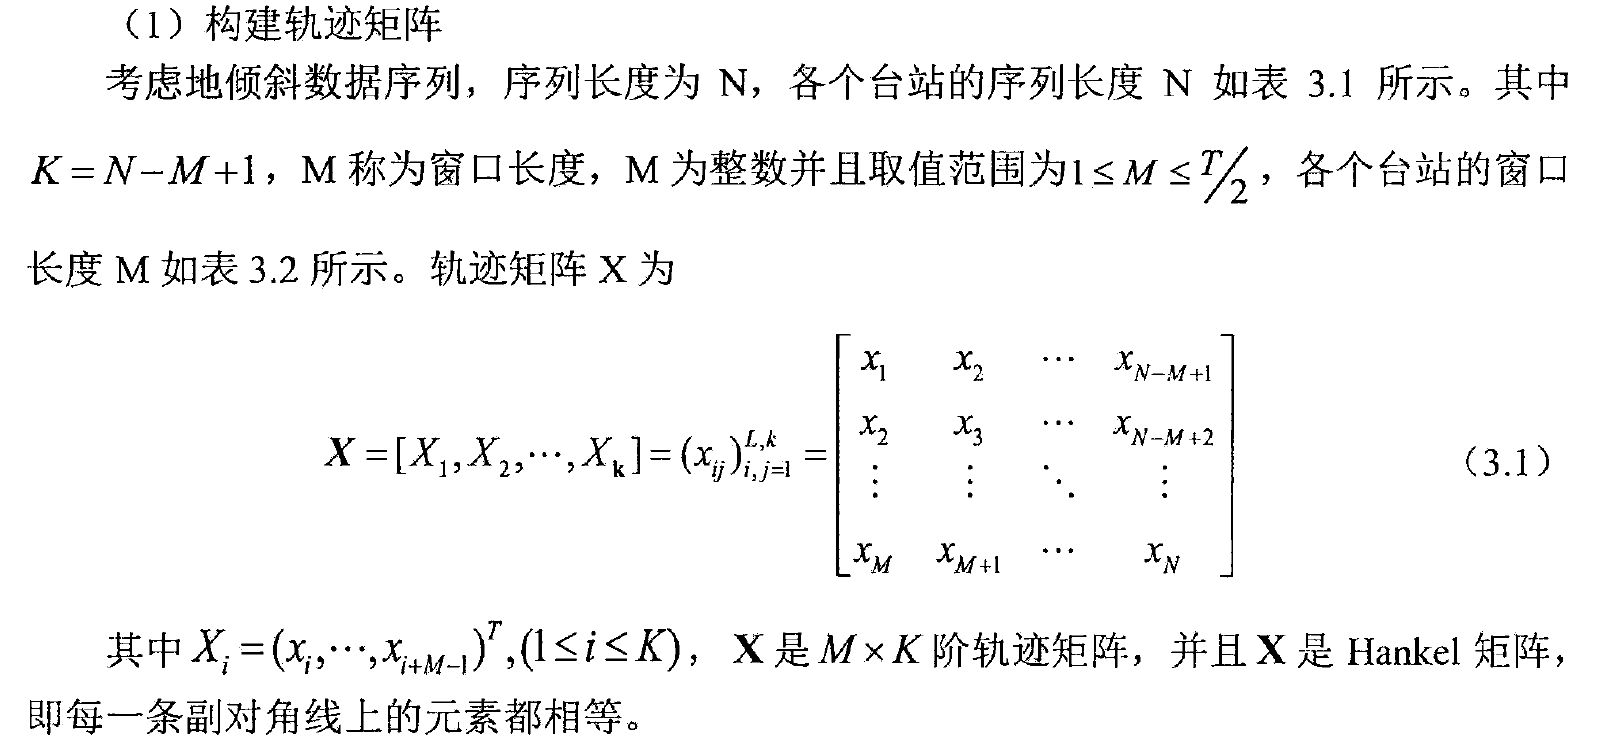 （1）构建轨迹矩阵
考虑地倾斜数据序列，序列长度为 N，各个台站的序列长度 N 如表 3.1 所示。其中
K = N − M + 1，M 称为窗口长度，M 为整数并且取值范围为 1 ≤ M ≤ T/2，各个台站的窗口
长度 M 如表 3.2 所示。轨迹矩阵 X 为
$$\mathbf{X} = [X_1, X_2, \cdots, X_{\mathbf{k}}] = (x_{ij})_{i,j=1}^{L,k} = \begin{bmatrix} x_1 & x_2 & \cdots & x_{N-M+1} \\ x_2 & x_3 & \cdots & x_{N-M+2} \\ \vdots & \vdots & \ddots & \vdots \\ x_M & x_{M+1} & \cdots & x_N \end{bmatrix}$$ （3.1）
其中 $X_i = (x_i, \cdots, x_{i+M-1})^T, (1 \le i \le K)$， X 是 M × K 阶轨迹矩阵，并且 X 是 Hankel 矩阵，
即每一条副对角线上的元素都相等。